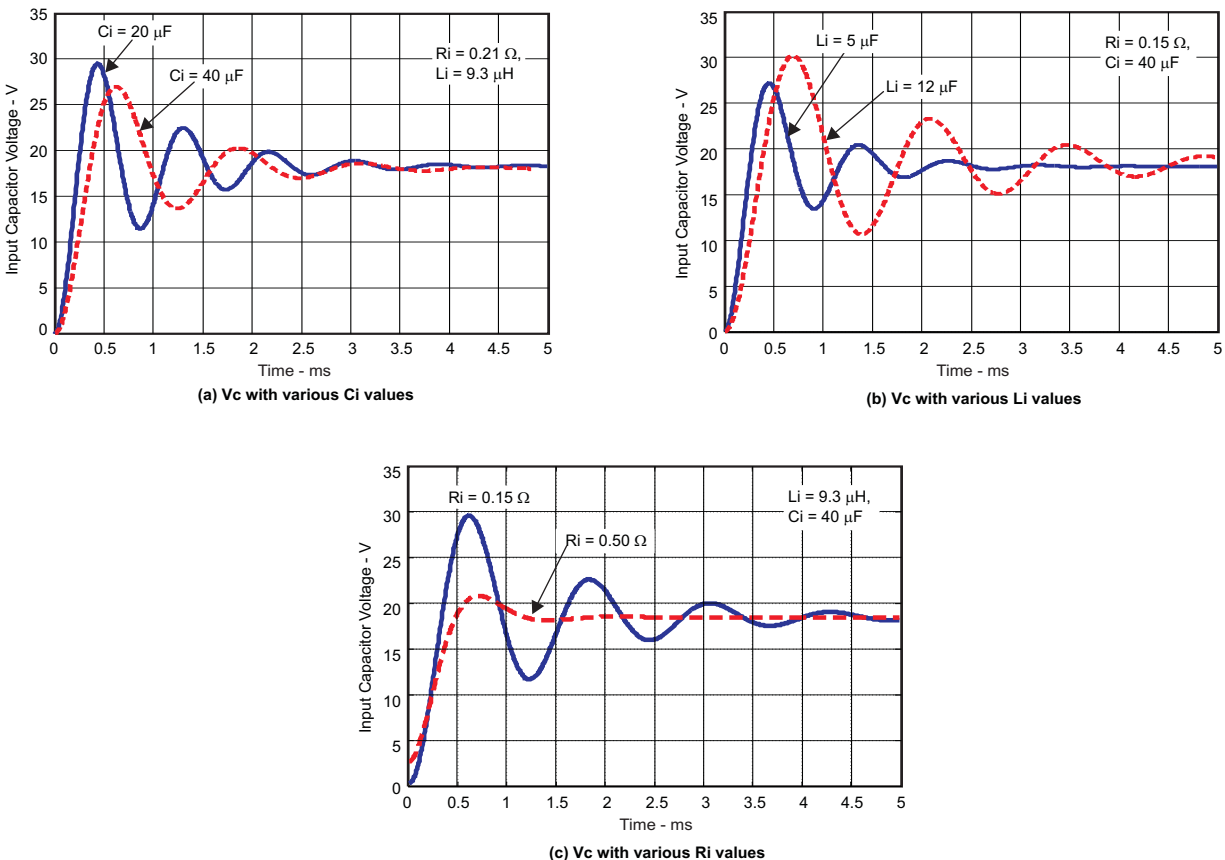 Ci = 20 μF
Ci = 40 μF
Ri = 0.21 Ω,
Li = 9.3 μH
Input Capacitor Voltage - V
35
30
25
20
15
10
5
0
0 0.5 1 1.5 2 2.5 3 3.5 4 4.5 5
Time - ms
(a) Vc with various Ci values
Li = 5 μF
Li = 12 μF
Ri = 0.15 Ω,
Ci = 40 μF
Input Capacitor Voltage - V
35
30
25
20
15
10
5
0
0 0.5 1 1.5 2 2.5 3 3.5 4 4.5 5
Time - ms
(b) Vc with various Li values
Ri = 0.15 Ω
Ri = 0.50 Ω
Li = 9.3 μH,
Ci = 40 μF
Input Capacitor Voltage - V
35
30
25
20
15
10
5
0
0 0.5 1 1.5 2 2.5 3 3.5 4 4.5 5
Time - ms
(c) Vc with various Ri values